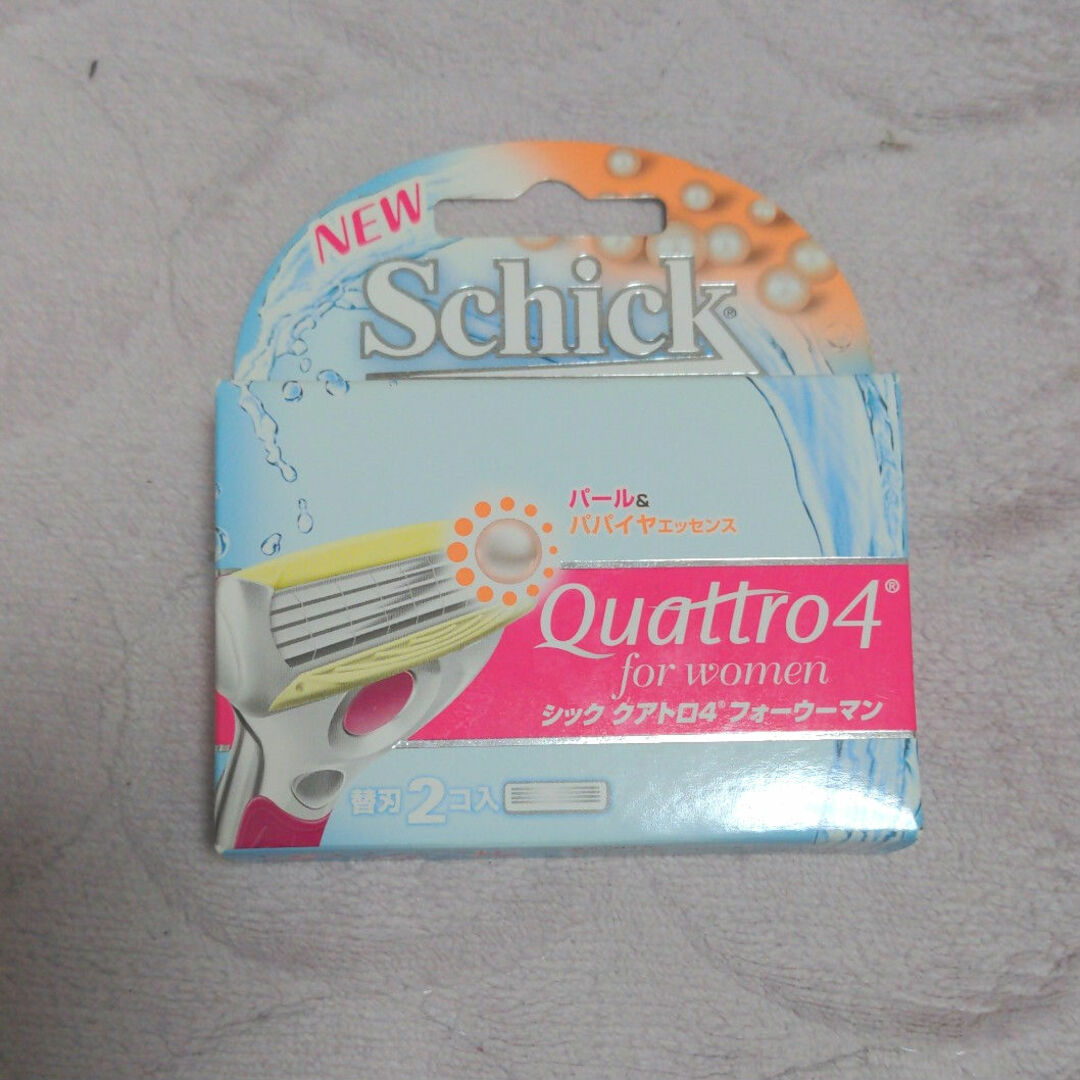 NEW
Schick®
パール&
パパイヤエッセンス
Quattro4®
for women
シック クアトロ4® フォーウーマン
替刃2コ入